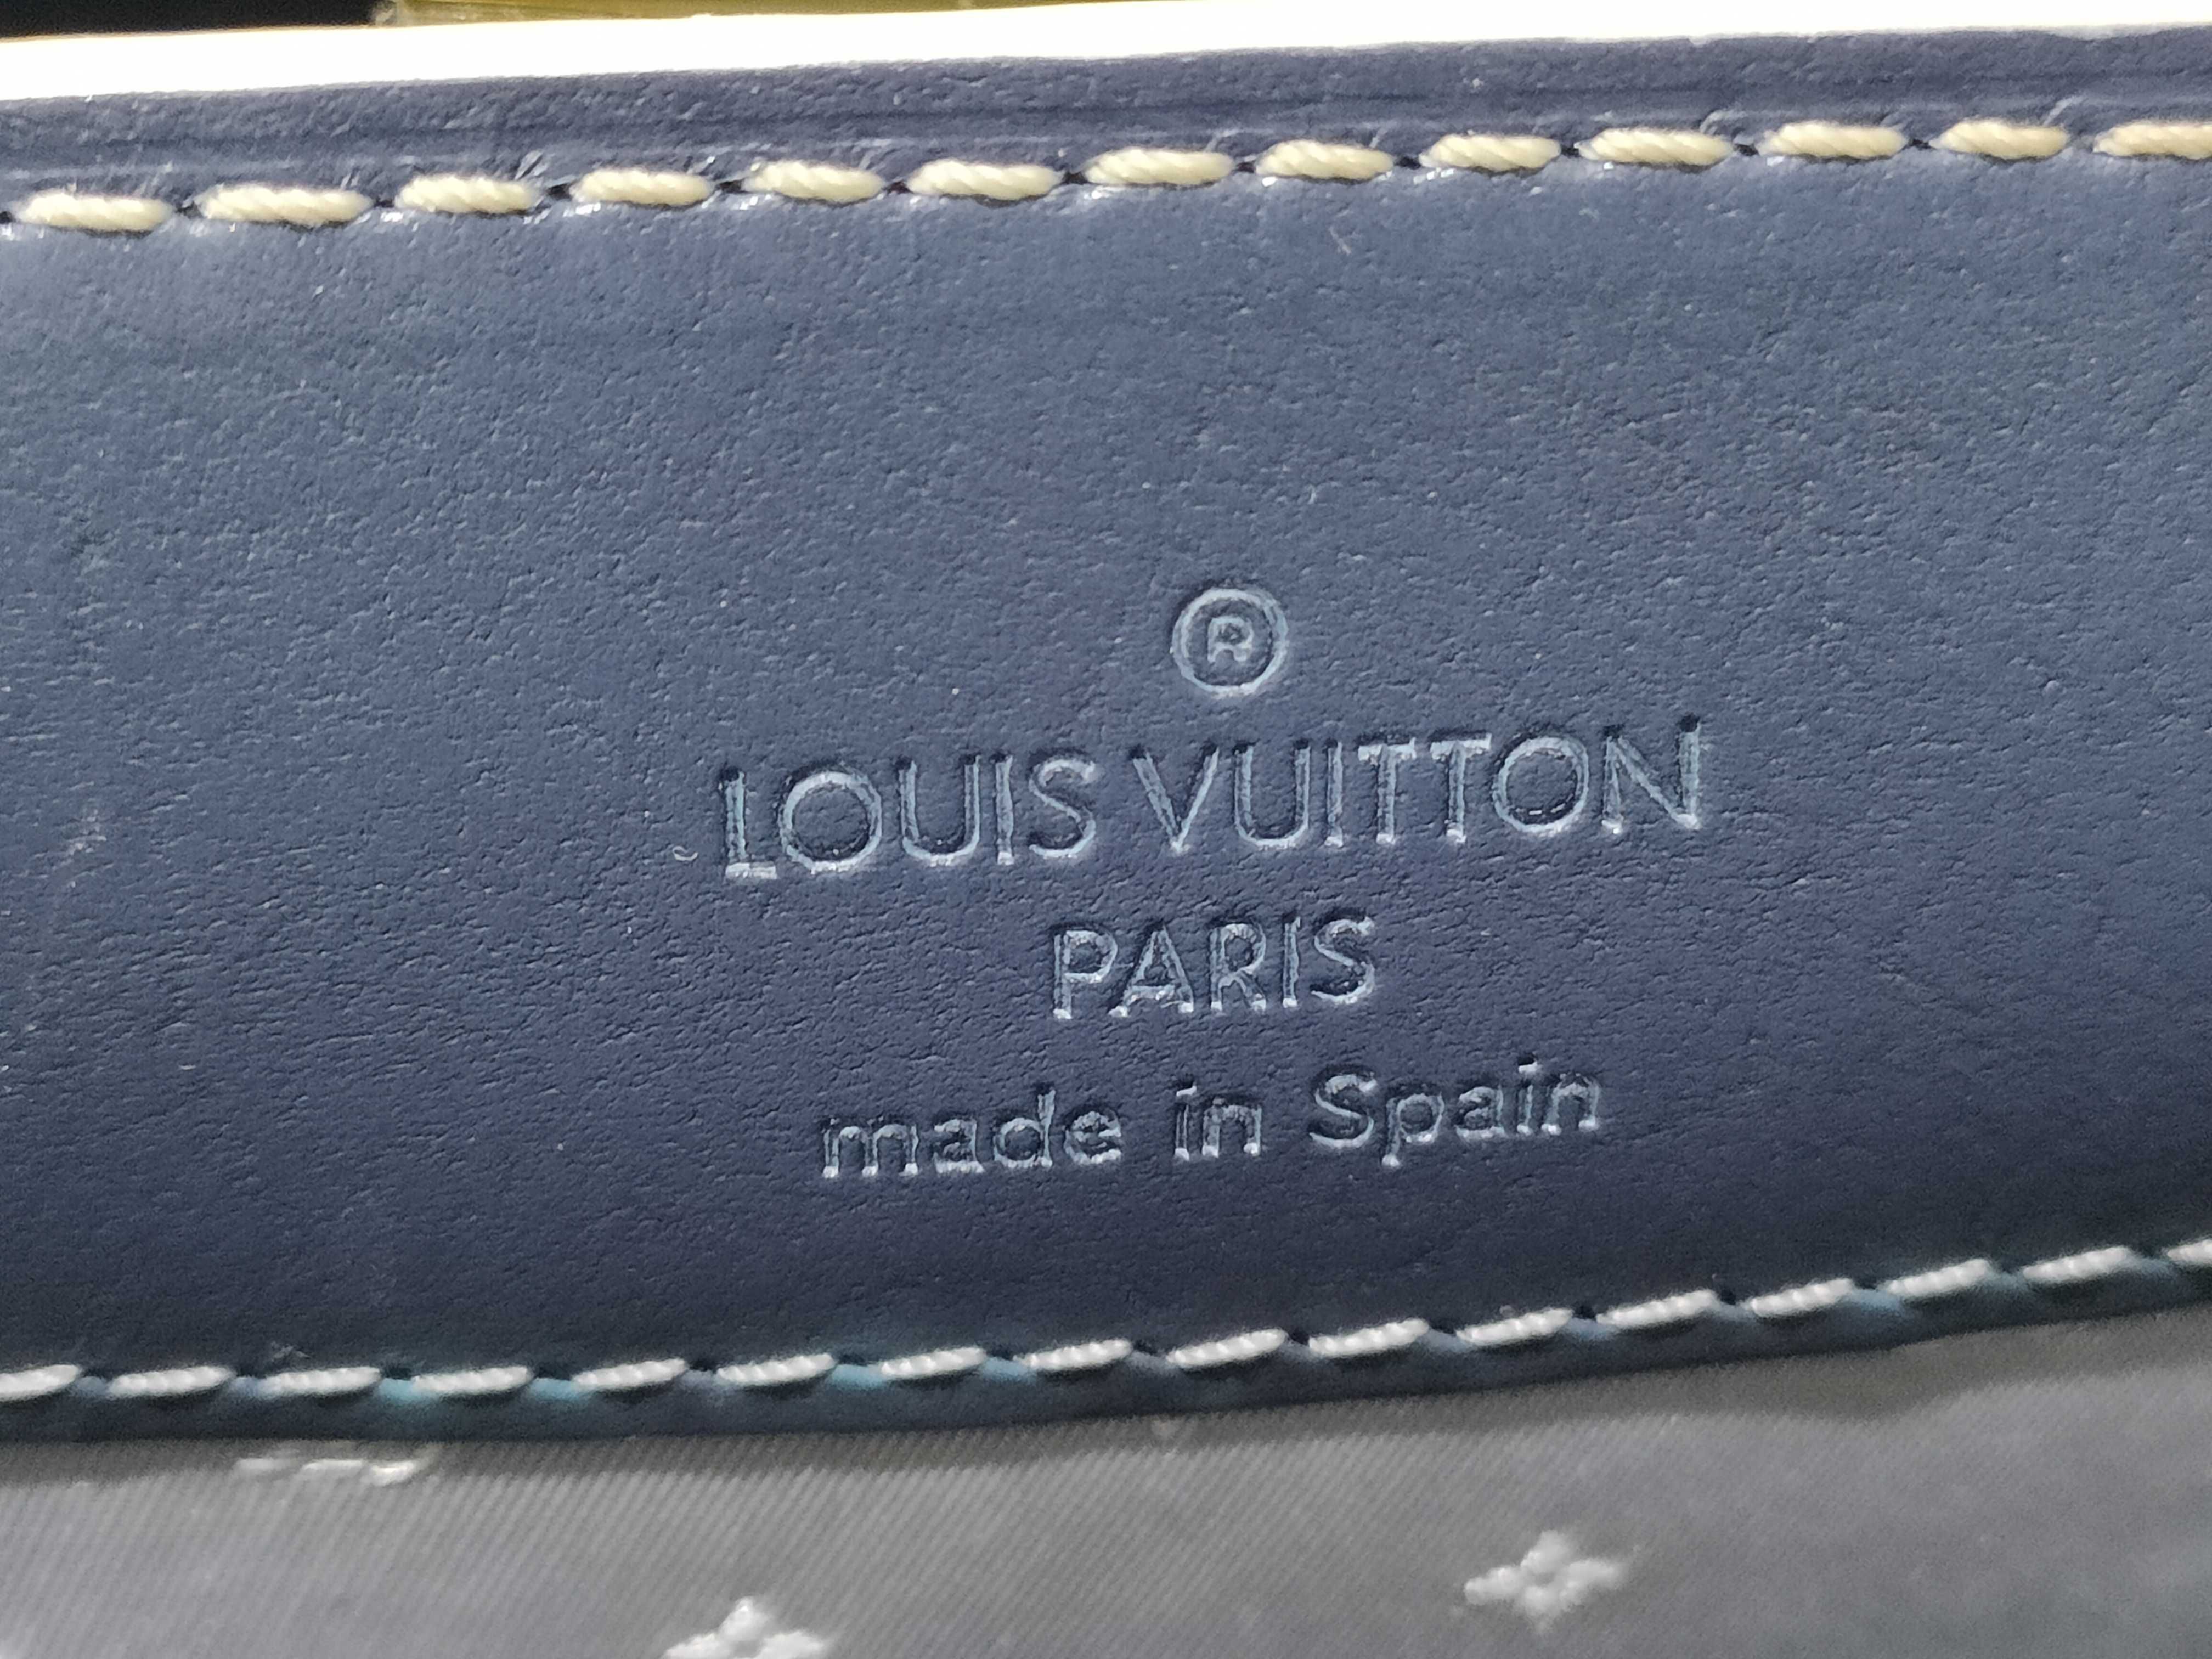 ®
LOUIS VUITTON
PARIS
made in Spain